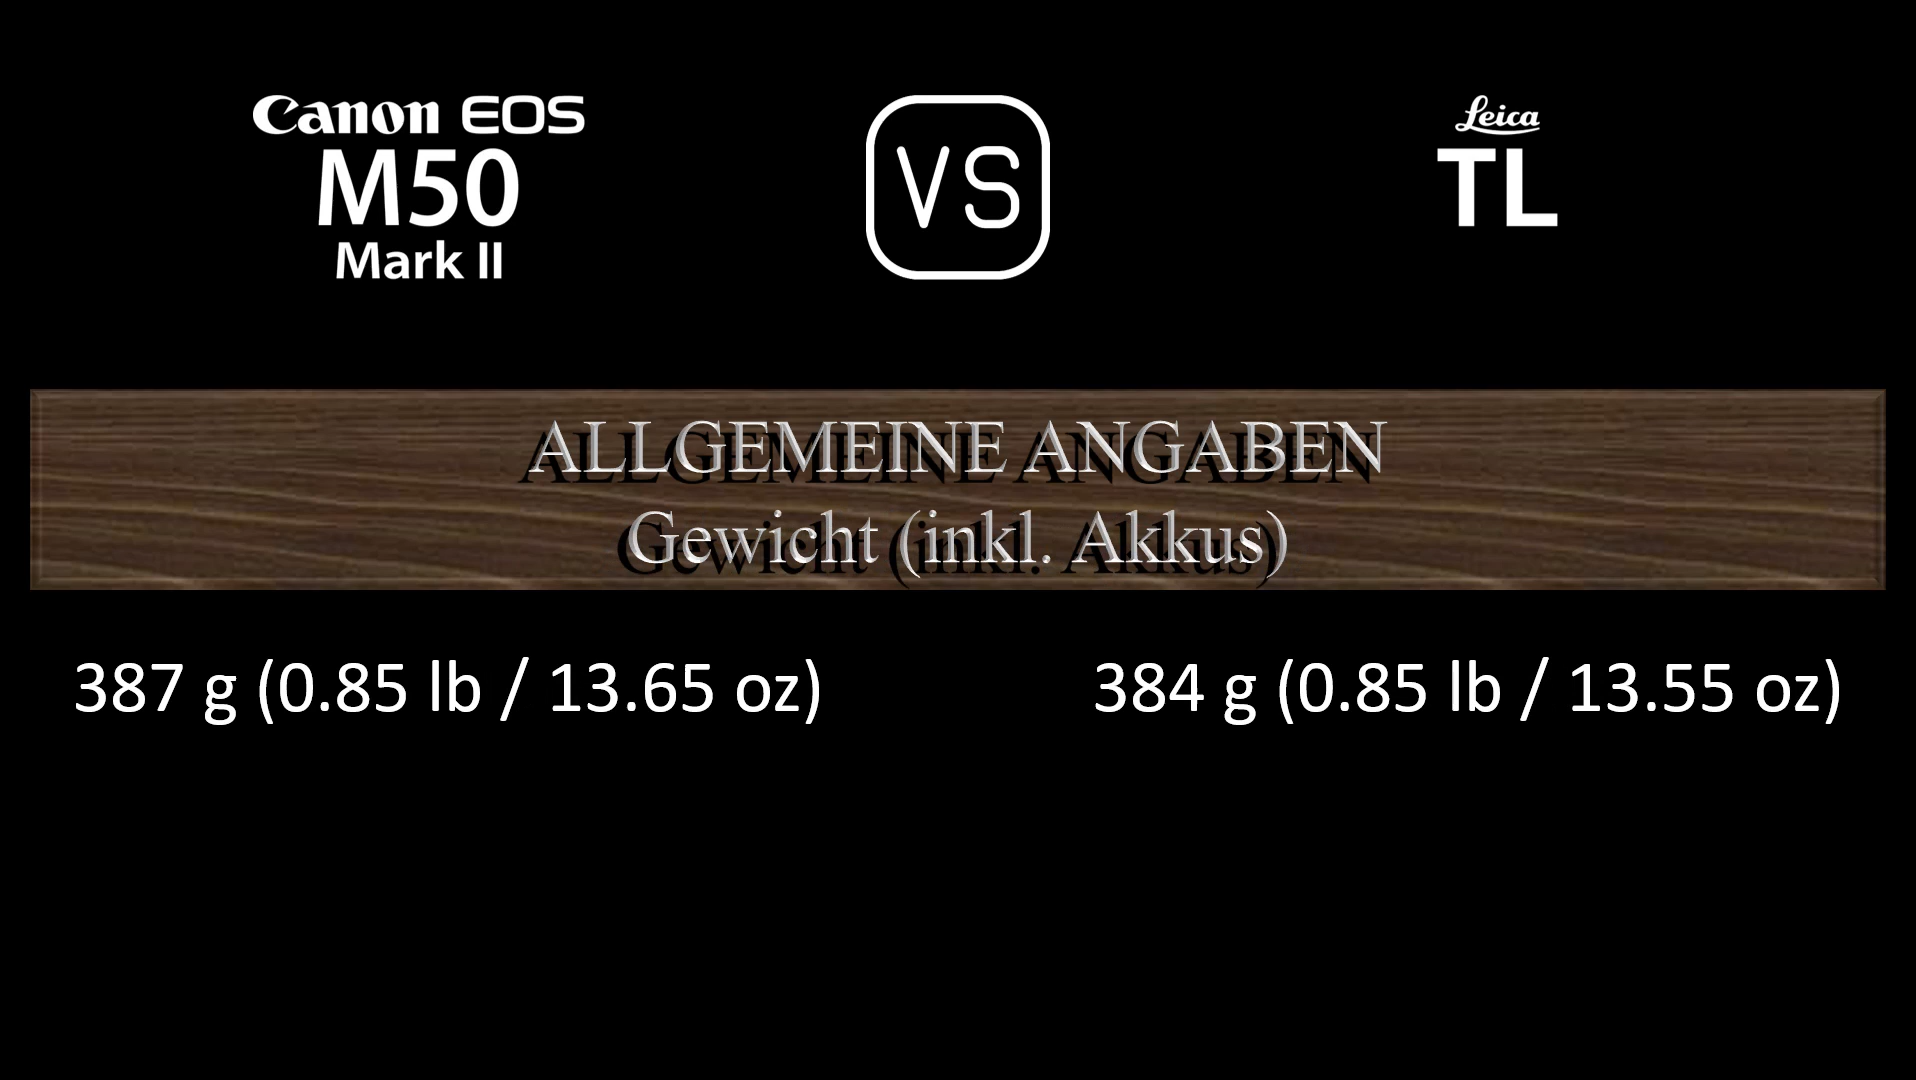 Canon EOS
M50
Mark II
VS
Leica
TL
ALLGEMEINE ANGABEN
Gewicht (inkl. Akkus)
387 g (0.85 lb / 13.65 oz)
384 g (0.85 lb / 13.55 oz)